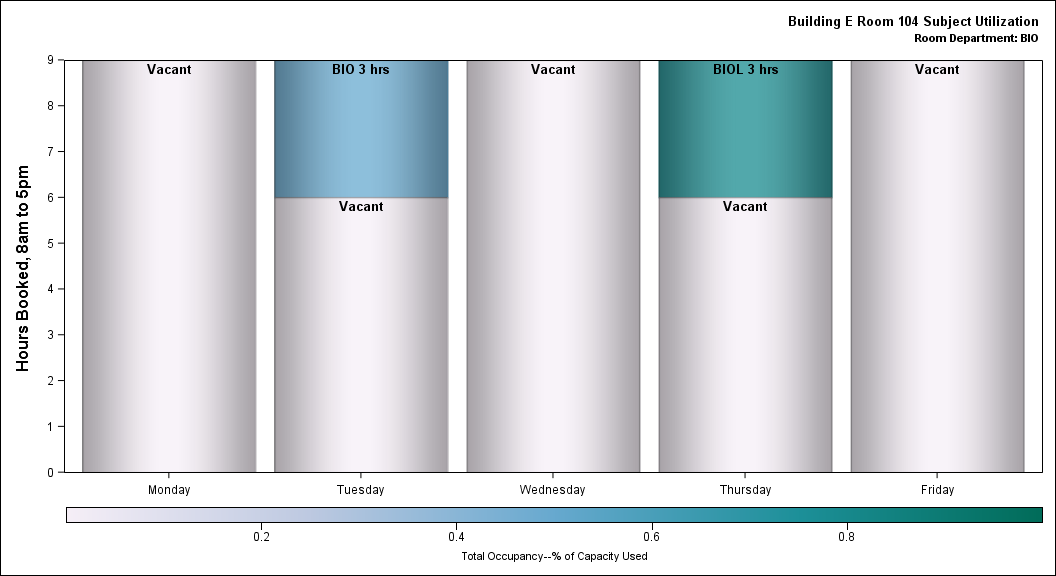 Building E Room 104 Subject Utilization
Room Department: BIO
Hours Booked, 8am to 5pm
9
8
7
6
5
4
3
2
1
0
Vacant
BIO 3 hrs
Vacant
BIOL 3 hrs
Vacant
Vacant
Vacant
Monday
Tuesday
Wednesday
Thursday
Friday
0.2
0.4
0.6
0.8
Total Occupancy--% of Capacity Used